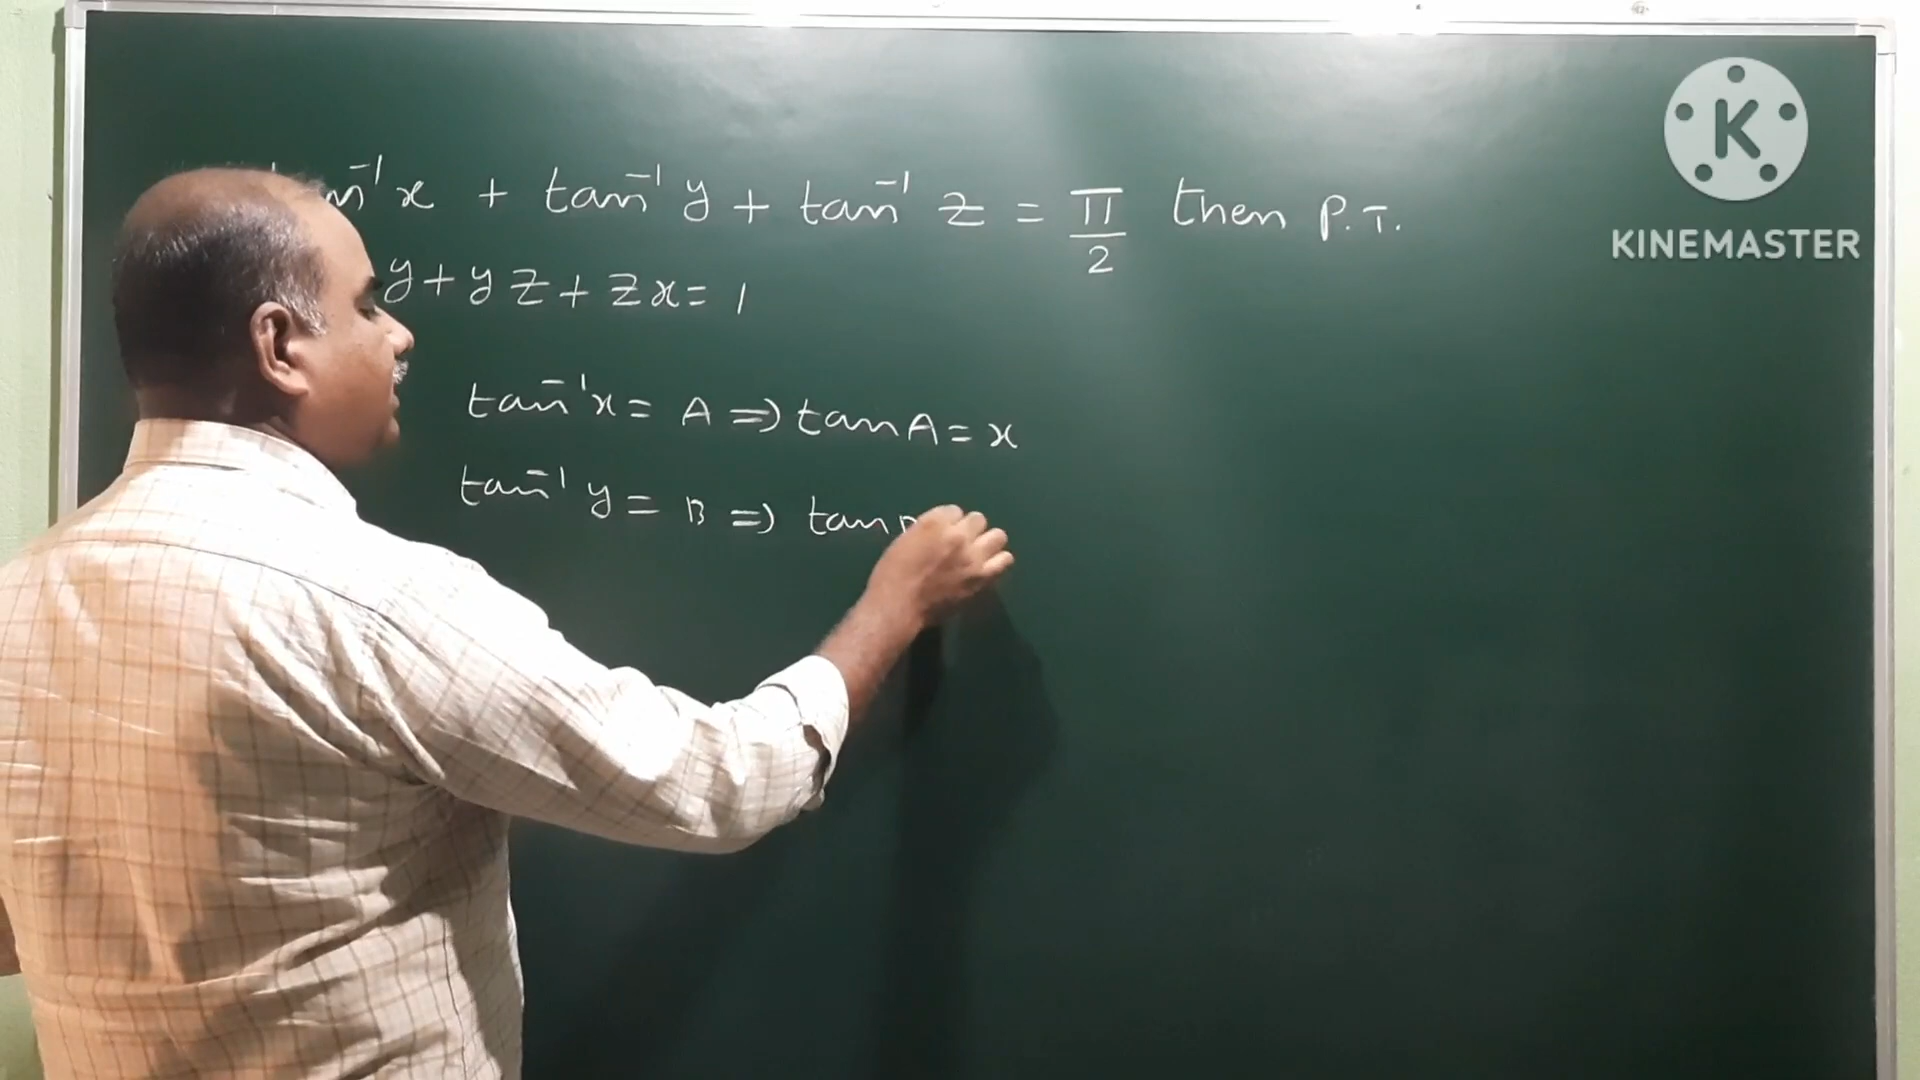 tan⁻¹x + tan⁻¹y + tan⁻¹z = π/2 then P.T.
y + yz + zx = 1
tan⁻¹x = A ⇒ tan A = x
tan⁻¹y = B ⇒ tan
KINEMASTER